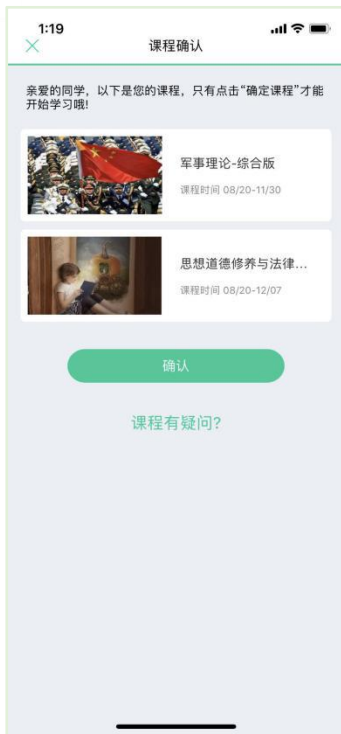 1:19
课程确认
亲爱的同学，以下是您的课程，只有点击“确定课程”才能
开始学习哦!
军事理论-综合版
课程时间 08/20-11/30
思想道德修养与法律...
课程时间 08/20-12/07
确认
课程有疑问?